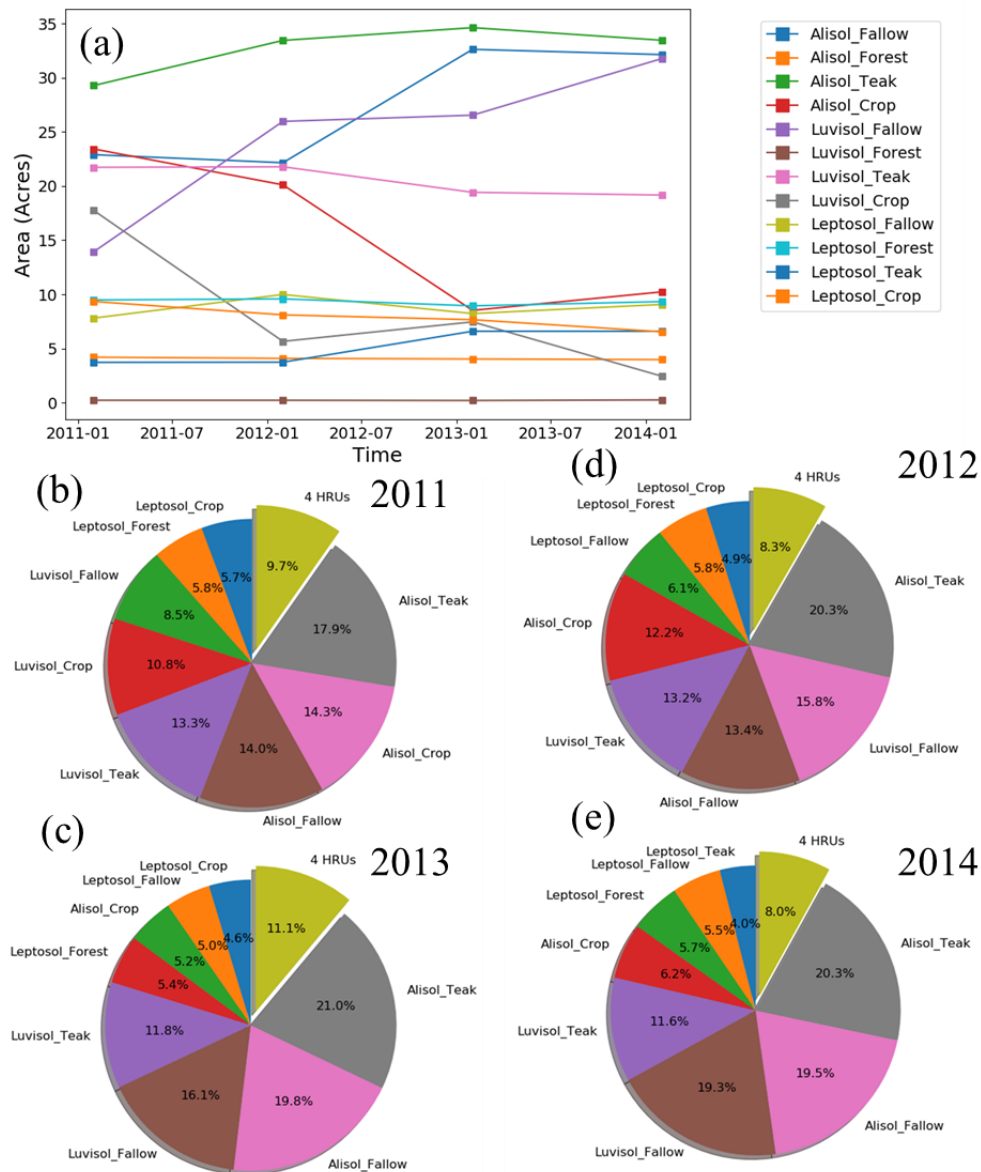 (a)
Area (Acres)
35
30
25
20
15
10
5
0
2011-01 2011-07 2012-01 2012-07 2013-01 2013-07 2014-01
Time
Alisol_Fallow
Alisol_Forest
Alisol_Teak
Alisol_Crop
Luvisol_Fallow
Luvisol_Forest
Luvisol_Teak
Luvisol_Crop
Leptosol_Fallow
Leptosol_Forest
Leptosol_Teak
Leptosol_Crop
(b)
2011
4 HRUs
9.7%
Leptosol_Crop
5.7%
Leptosol_Forest
5.8%
Luvisol_Fallow
8.5%
Luvisol_Crop
10.8%
Luvisol_Teak
13.3%
Alisol_Fallow
14.0%
Alisol_Crop
14.3%
Alisol_Teak
17.9%
(d)
2012
4 HRUs
8.3%
Leptosol_Crop
4.9%
Leptosol_Forest
5.8%
Leptosol_Fallow
6.1%
Alisol_Crop
12.2%
Luvisol_Teak
13.2%
Alisol_Fallow
13.4%
Luvisol_Fallow
15.8%
Alisol_Teak
20.3%
(c)
2013
4 HRUs
11.1%
Leptosol_Crop
4.6%
Leptosol_Fallow
5.0%
Alisol_Crop
5.2%
Leptosol_Forest
5.4%
Luvisol_Teak
11.8%
Luvisol_Fallow
16.1%
Alisol_Fallow
19.8%
Alisol_Teak
21.0%
(e)
2014
4 HRUs
8.0%
Leptosol_Teak
4.0%
Leptosol_Fallow
5.5%
Leptosol_Forest
5.7%
Alisol_Crop
6.2%
Luvisol_Teak
11.6%
Luvisol_Fallow
19.3%
Alisol_Fallow
19.5%
Alisol_Teak
20.3%